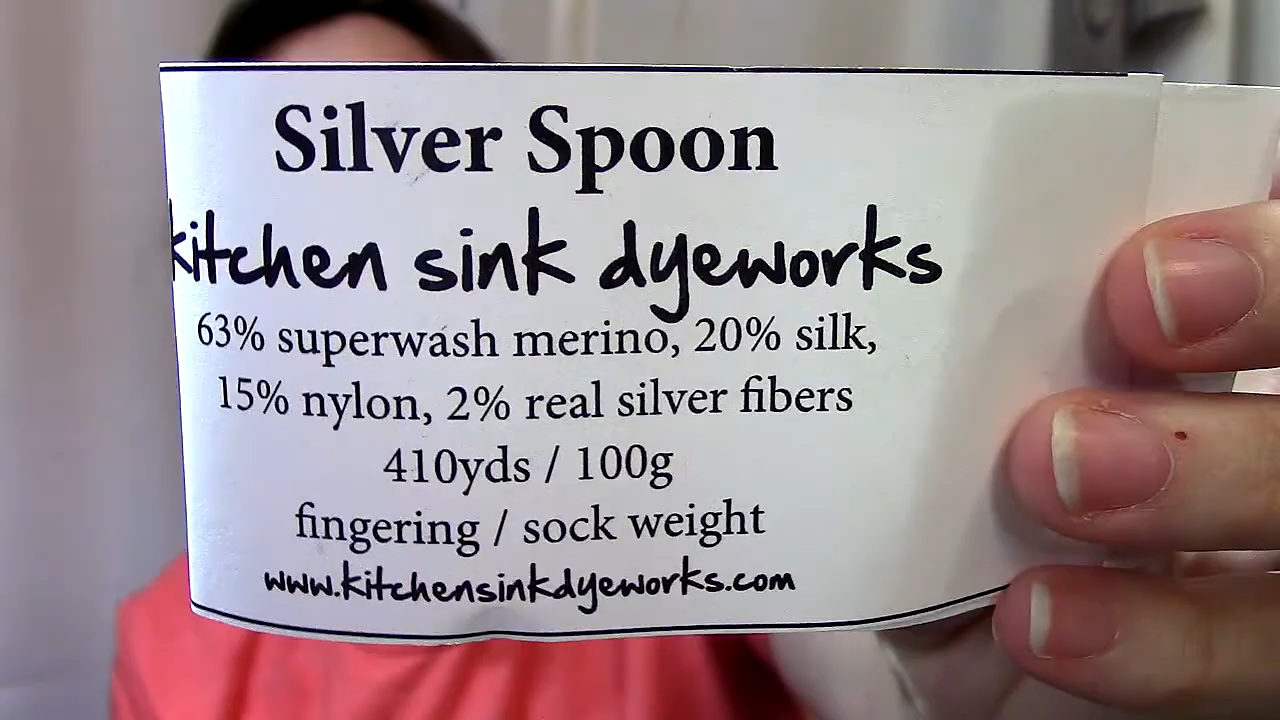 Silver Spoon
kitchen sink dyeworks
63% superwash merino, 20% silk,
15% nylon, 2% real silver fibers
410yds / 100g
fingering / sock weight
www.kitchensinkdyeworks.com